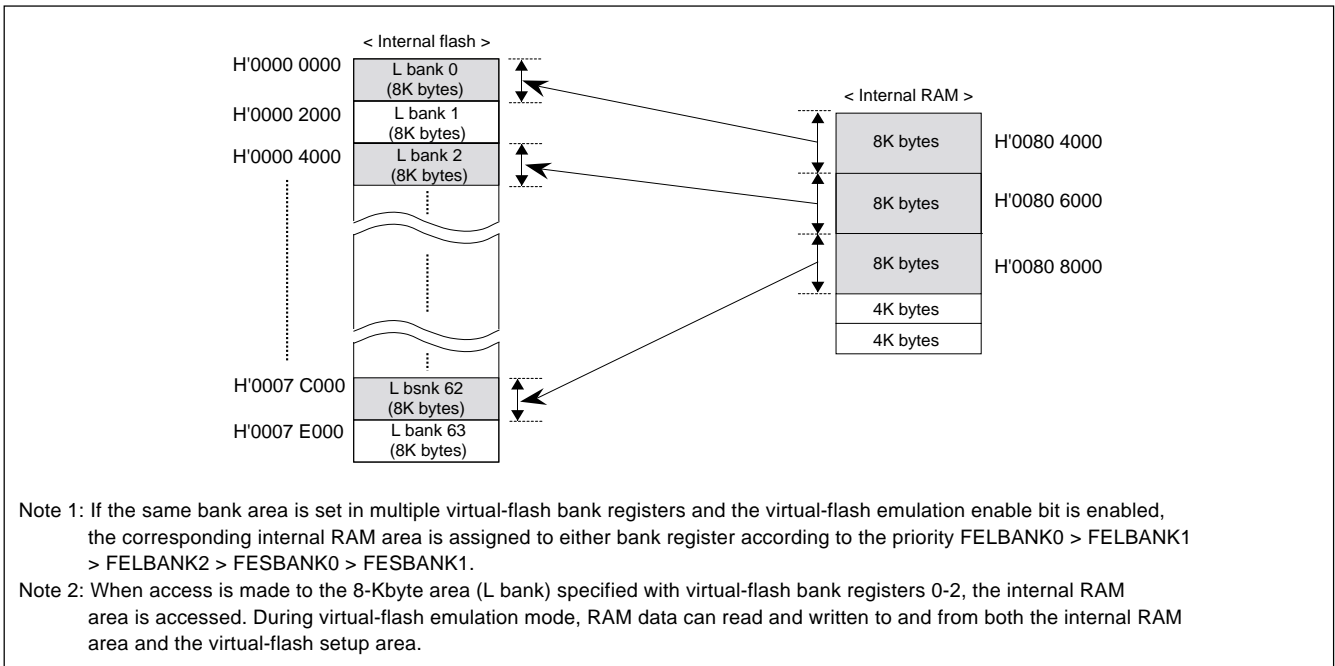 < Internal flash >
H'0000 0000
L bank 0
(8K bytes)
H'0000 2000
L bank 1
(8K bytes)
H'0000 4000
L bank 2
(8K bytes)
H'0007 C000
L bsnk 62
(8K bytes)
H'0007 E000
L bank 63
(8K bytes)
< Internal RAM >
8K bytes
H'0080 4000
8K bytes
H'0080 6000
8K bytes
H'0080 8000
4K bytes
4K bytes
Note 1: If the same bank area is set in multiple virtual-flash bank registers and the virtual-flash emulation enable bit is enabled,
the corresponding internal RAM area is assigned to either bank register according to the priority FELBANK0 > FELBANK1
> FELBANK2 > FESBANK0 > FESBANK1.
Note 2: When access is made to the 8-Kbyte area (L bank) specified with virtual-flash bank registers 0-2, the internal RAM
area is accessed. During virtual-flash emulation mode, RAM data can read and written to and from both the internal RAM
area and the virtual-flash setup area.